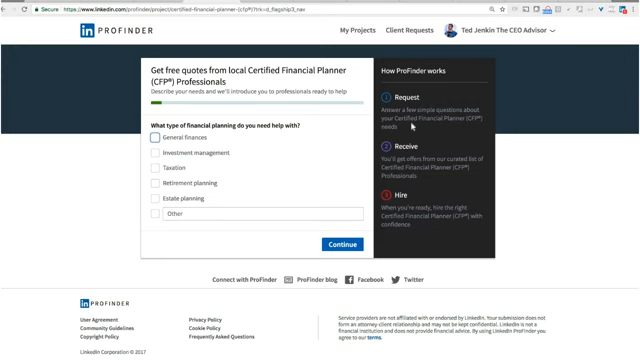 Secure https://www.linkedin.com/profinder/project/certified-financial-planner-(cfp®)?trk=d_flagship3_nav
in PROFINDER
My Projects
Client Requests
Ted Jenkin The CEO Advisor
Get free quotes from local Certified Financial Planner
(CFP®) Professionals
Describe your needs and we'll introduce you to professionals ready to help
What type of financial planning do you need help with?
General finances
Investment management
Taxation
Retirement planning
Estate planning
Other
Continue
How ProFinder works
1 Request
Answer a few simple questions about
your Certified Financial Planner (CFP®)
needs
2 Receive
You'll get offers from our curated list of
Certified Financial Planner (CFP®)
Professionals
3 Hire
When you're ready, hire the right
Certified Financial Planner (CFP®) with
confidence
Connect with ProFinder
ProFinder blog
Facebook
Twitter
in PROFINDER
User Agreement
Community Guidelines
Copyright Policy
Privacy Policy
Cookie Policy
Frequently Asked Questions
Service providers are not affiliated with or endorsed by LinkedIn. Your submission does not
form an attorney client relationship and may not be kept confidential. LinkedIn is not a
financial institution and does not extend loans or credit. By using LinkedIn ProFinder you
agree to our terms.
LinkedIn Corporation © 2017